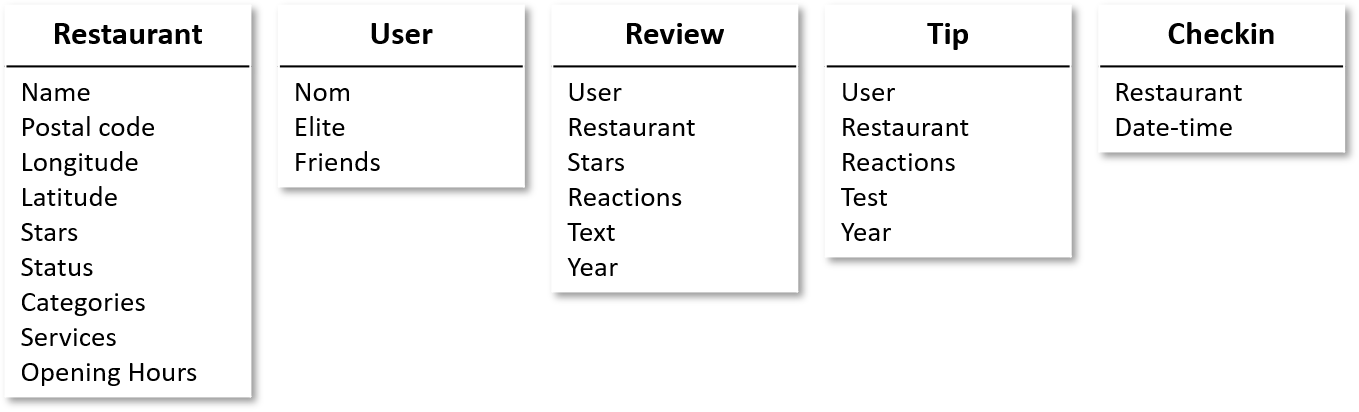 Restaurant
Name
Postal code
Longitude
Latitude
Stars
Status
Categories
Services
Opening Hours
User
Nom
Elite
Friends
Review
User
Restaurant
Stars
Reactions
Text
Year
Tip
User
Restaurant
Reactions
Test
Year
Checkin
Restaurant
Date-time